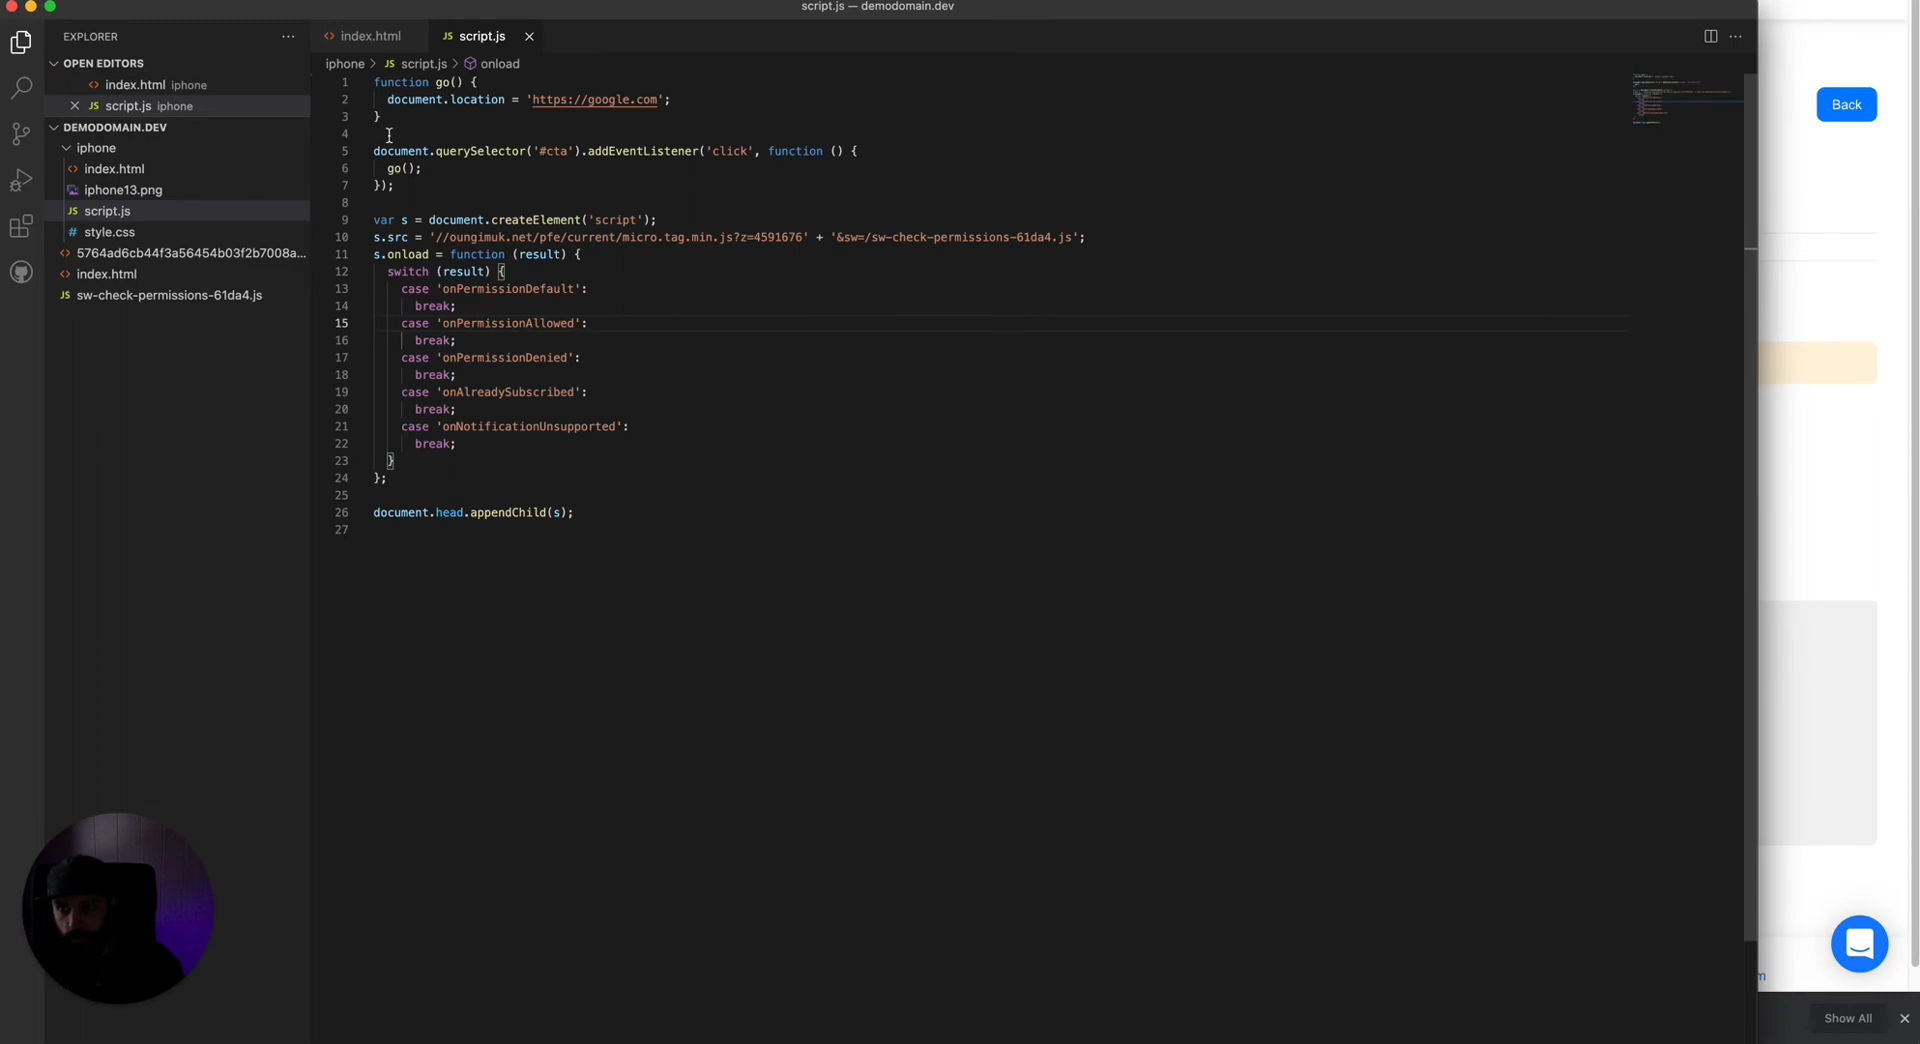 script.js — demodomain.dev
EXPLORER
OPEN EDITORS
index.html iphone
script.js iphone
DEMODOMAIN.DEV
iphone
index.html
iphone13.png
script.js
style.css
5764ad6cb44f3a56454b03f2b7008a...
index.html
sw-check-permissions-61da4.js
index.html
script.js
iphone > script.js > onload
1 function go() {
2 document.location = 'https://google.com';
3 }
4
5 document.querySelector('#cta').addEventListener('click', function () {
6 go();
7 });
8
9 var s = document.createElement('script');
10 s.src = '//oungimuk.net/pfe/current/micro.tag.min.js?z=4591676' + '&sw=/sw-check-permissions-61da4.js';
11 s.onload = function (result) {
12 switch (result) {
13 case 'onPermissionDefault':
14 break;
15 case 'onPermissionAllowed':
16 break;
17 case 'onPermissionDenied':
18 break;
19 case 'onAlreadySubscribed':
20 break;
21 case 'onNotificationUnsupported':
22 break;
23 }
24 };
25
26 document.head.appendChild(s);
27
Back
m
Show All